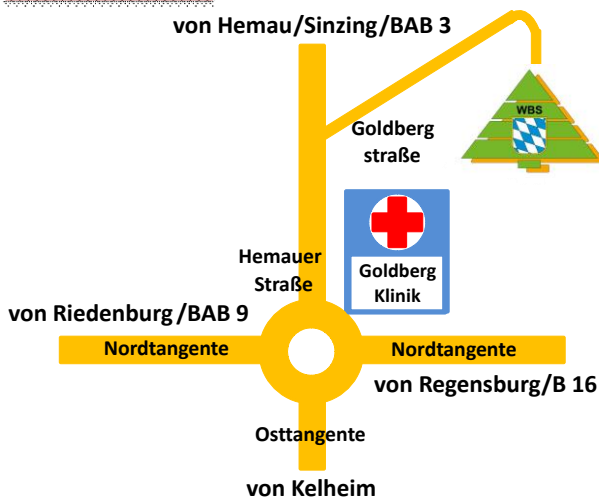 von Hemau/Sinzing/BAB 3
WBS
Goldberg
straße
Hemauer
Straße
Goldberg
Klinik
von Riedenburg/BAB 9
Nordtangente
Nordtangente
von Regensburg/B 16
Osttangente
von Kelheim